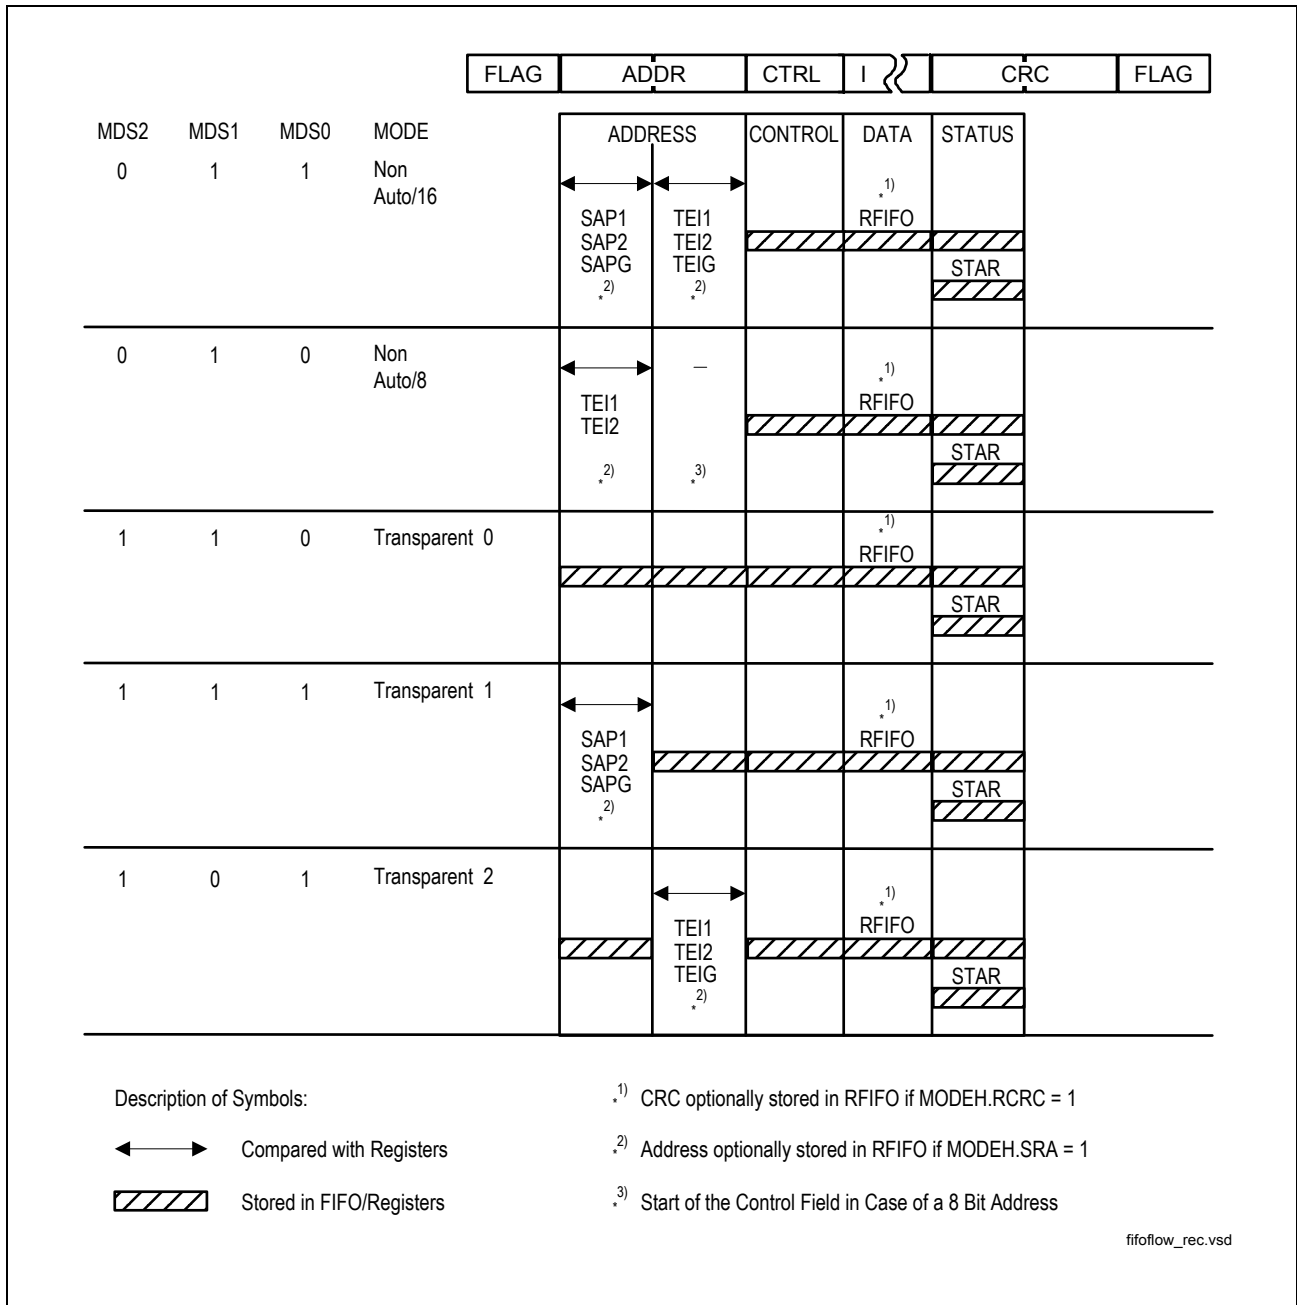 FLAG ADDR CTRL I CRC FLAG
MDS2 MDS1 MDS0 MODE ADDRESS CONTROL DATA STATUS
0 1 1 Non
Auto/16
*1)
SAP1 TEI1 RFIFO
SAP2 TEI2
SAPG TEIG STAR
*2) *2)
0 1 0 Non
Auto/8
– *1)
TEI1 RFIFO
TEI2
STAR
*2) *3)
*1)
1 1 0 Transparent 0
RFIFO
STAR
1 1 1 Transparent 1
*1)
SAP1 RFIFO
SAP2
SAPG STAR
*2)
1 0 1 Transparent 2
*1)
TEI1 RFIFO
TEI2
TEIG STAR
*2)
Description of Symbols:
*1) CRC optionally stored in RFIFO if MODEH.RCRC = 1
Compared with Registers
*2) Address optionally stored in RFIFO if MODEH.SRA = 1
Stored in FIFO/Registers
*3) Start of the Control Field in Case of a 8 Bit Address
fifoflow_rec.vsd